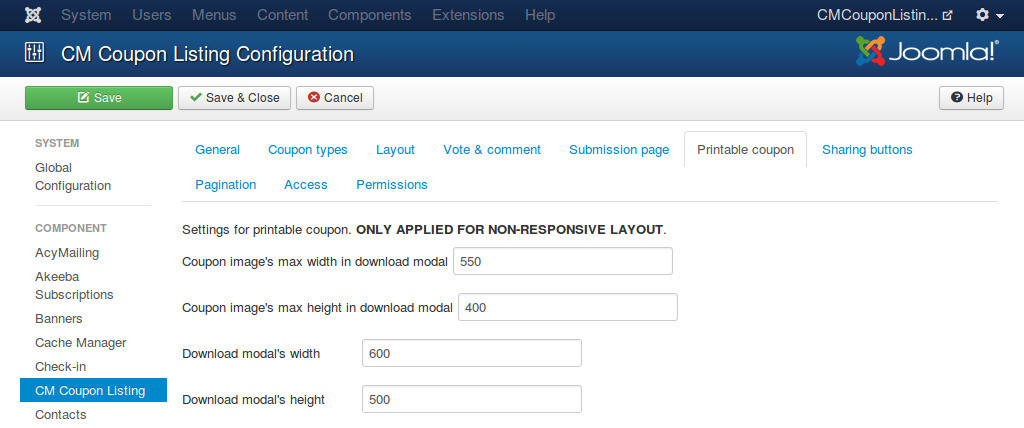 System Users Menus Content Components Extensions Help CMCouponListin...
CM Coupon Listing Configuration Joomla!®
Save Save & Close Cancel Help
SYSTEM
Global
Configuration
COMPONENT
AcyMailing
Akeeba
Subscriptions
Banners
Cache Manager
Check-in
CM Coupon Listing
Contacts
General Coupon types Layout Vote & comment Submission page Printable coupon Sharing buttons
Pagination Access Permissions
Settings for printable coupon. ONLY APPLIED FOR NON-RESPONSIVE LAYOUT.
Coupon image's max width in download modal 550
Coupon image's max height in download modal 400
Download modal's width 600
Download modal's height 500